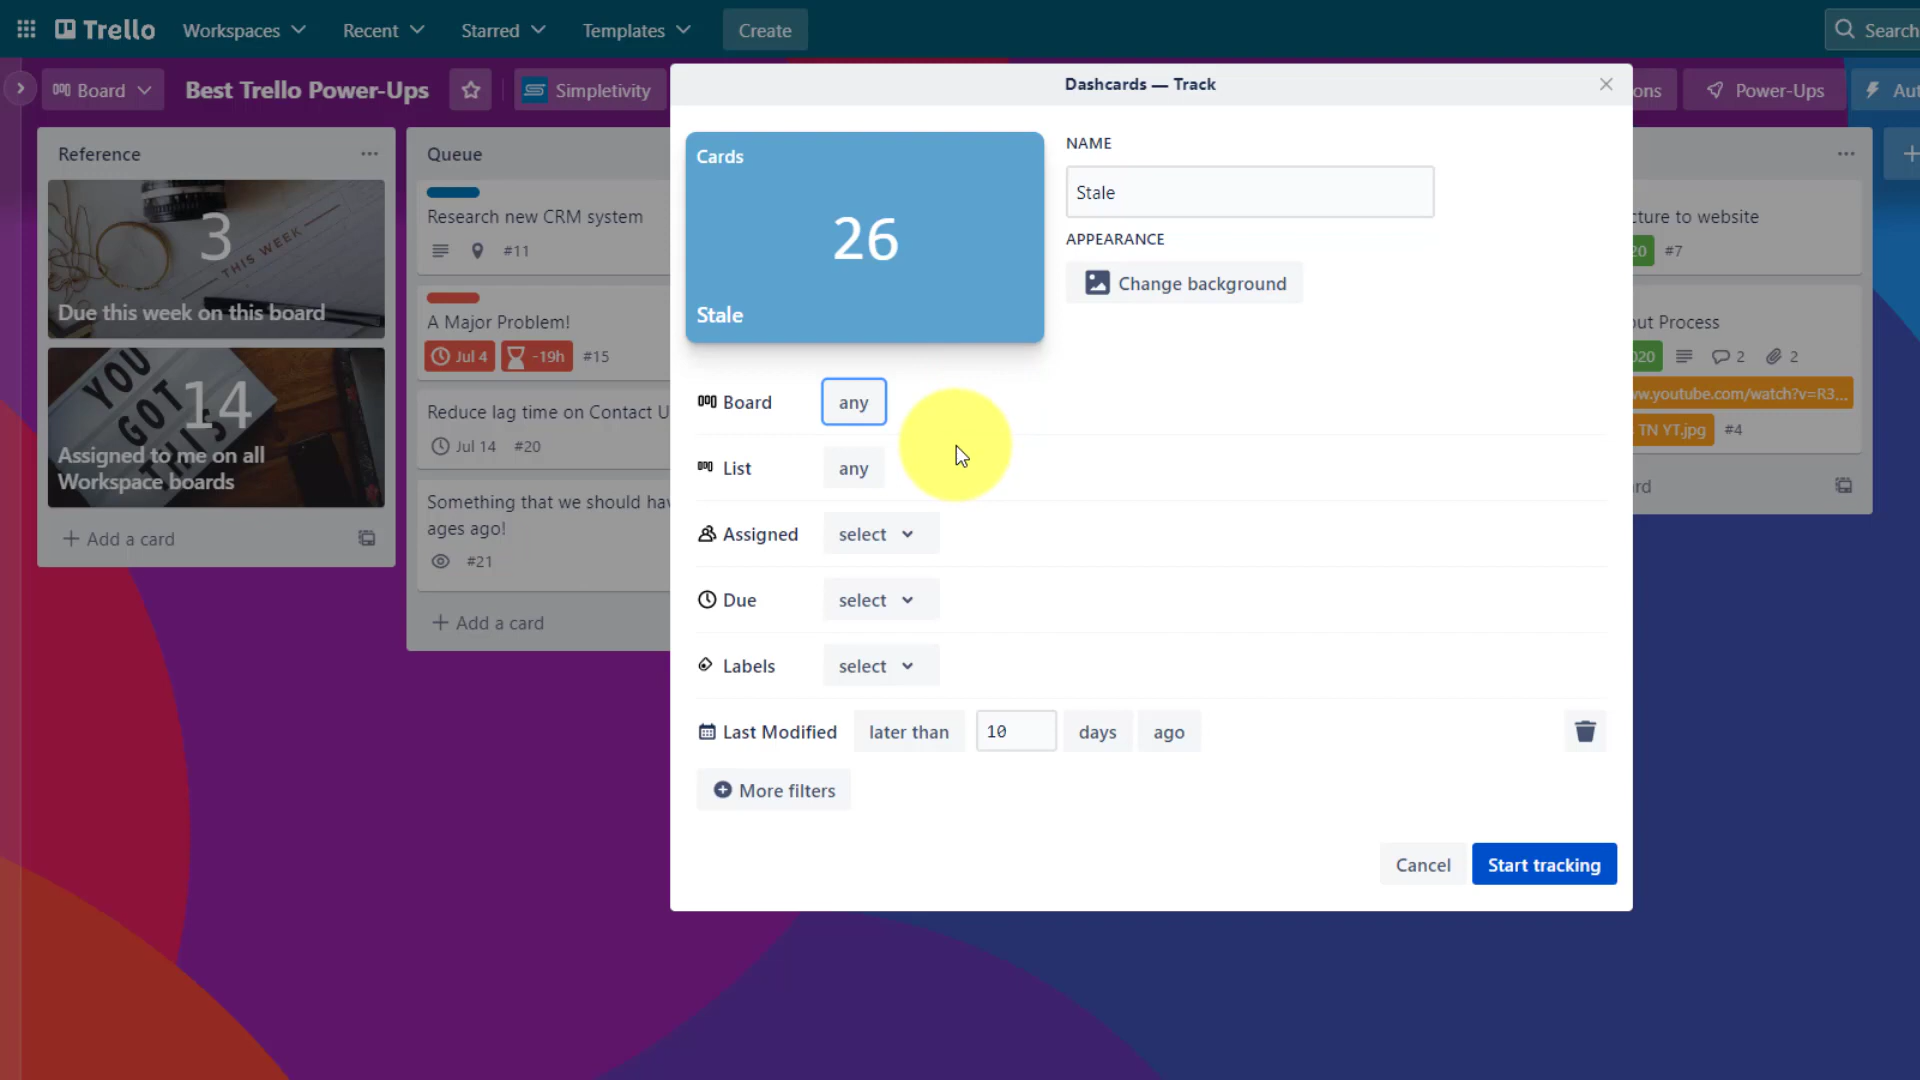 Trello
Workspaces
Recent
Starred
Templates
Create
Search
Board
Best Trello Power-Ups
Simpletivity
ons
Power-Ups
Aut
Reference
3
THIS WEEK
Due this week on this board
YOU
GOT
THIS
14
Assigned to me on all
Workspace boards
+ Add a card
Queue
Research new CRM system
#11
A Major Problem!
Jul 4
-19h
#15
Reduce lag time on Contact U
Jul 14
#20
Something that we should hav
ages ago!
#21
+ Add a card
Dashcards — Track
Cards
26
Stale
NAME
Stale
APPEARANCE
Change background
Board
any
List
any
Assigned
select
Due
select
Labels
select
Last Modified
later than
10
days
ago
More filters
Cancel
Start tracking
cture to website
20
#7
out Process
020
2
2
ww.youtube.com/watch?v=R3...
TN YT.jpg
#4
rd